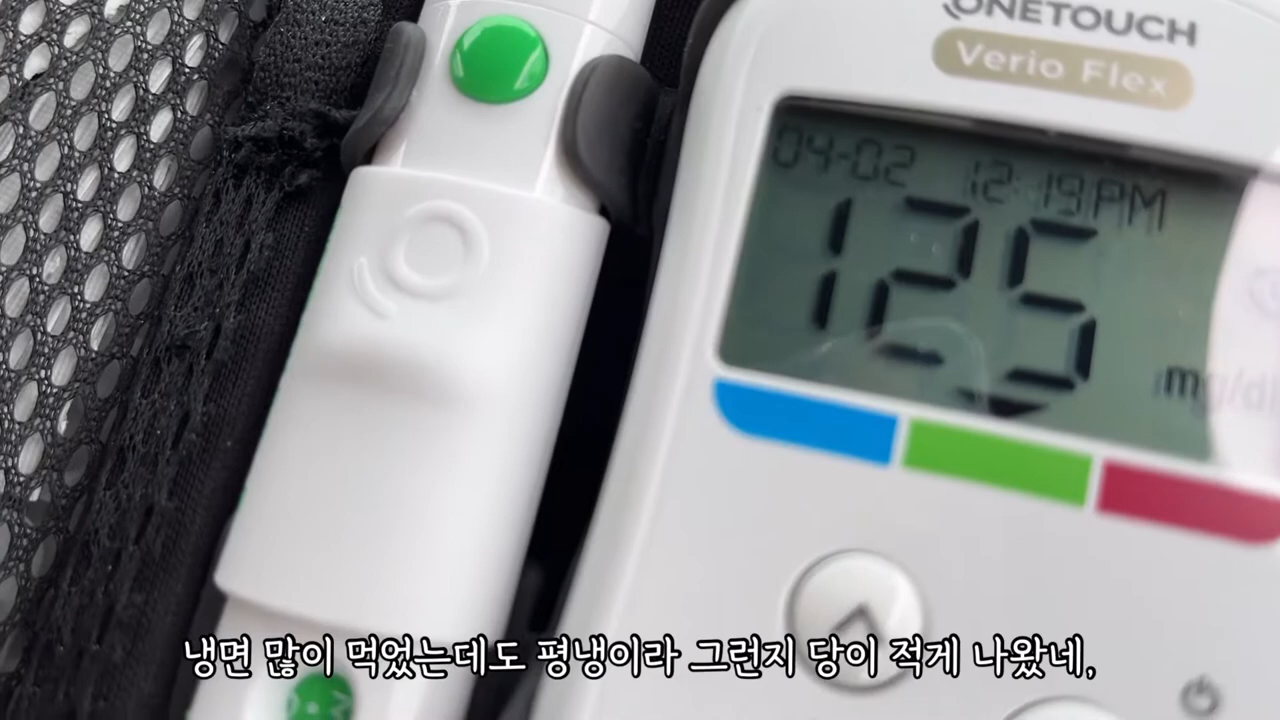 ONETOUCH
Verio Flex
04-02 12:19PM
125
mg/dL
냉면 많이 먹었는데도 평냉이라 그런지 당이 적게 나왔네,